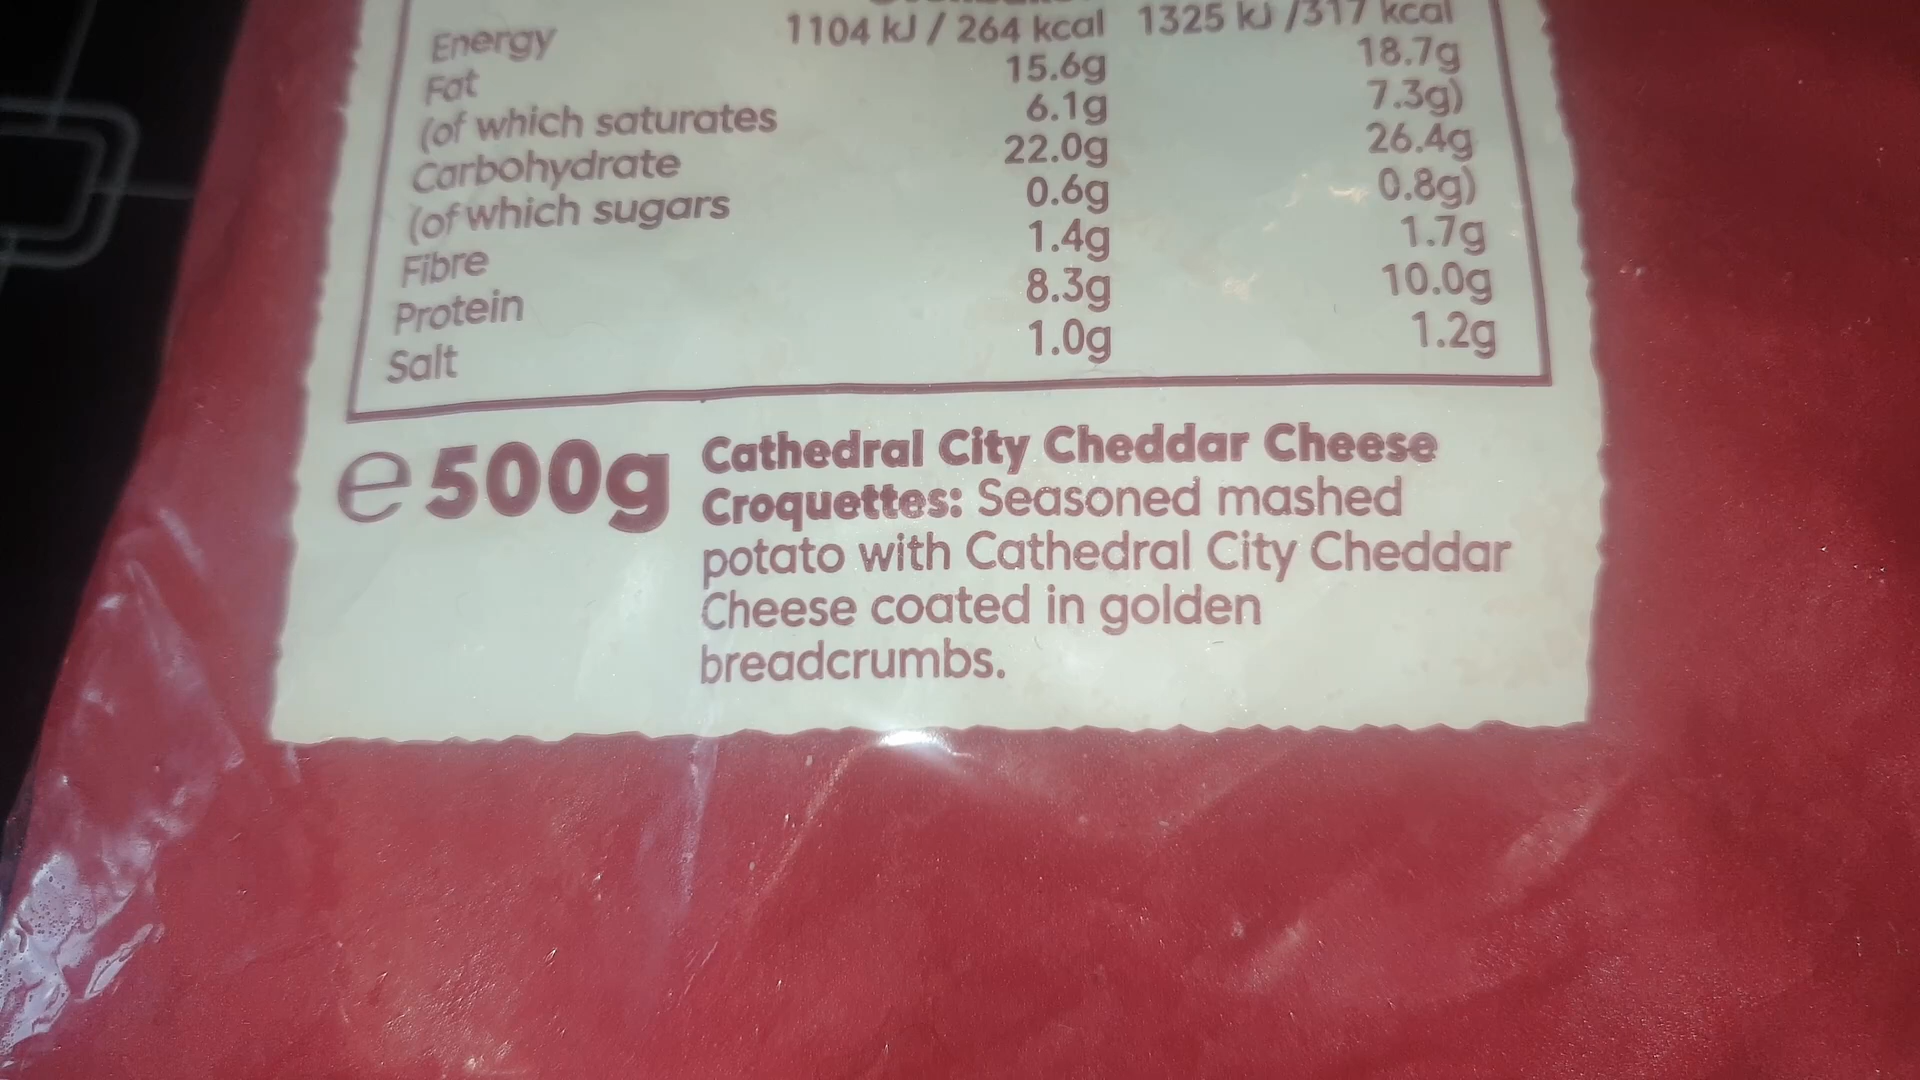 Energy 1104 kJ / 264 kcal 1325 kJ /317 kcal
Fat 15.6g 18.7g
(of which saturates 6.1g 7.3g)
Carbohydrate 22.0g 26.4g
(of which sugars 0.6g 0.8g)
Fibre 1.4g 1.7g
Protein 8.3g 10.0g
Salt 1.0g 1.2g
e 500g
Cathedral City Cheddar Cheese
Croquettes: Seasoned mashed
potato with Cathedral City Cheddar
Cheese coated in golden
breadcrumbs.